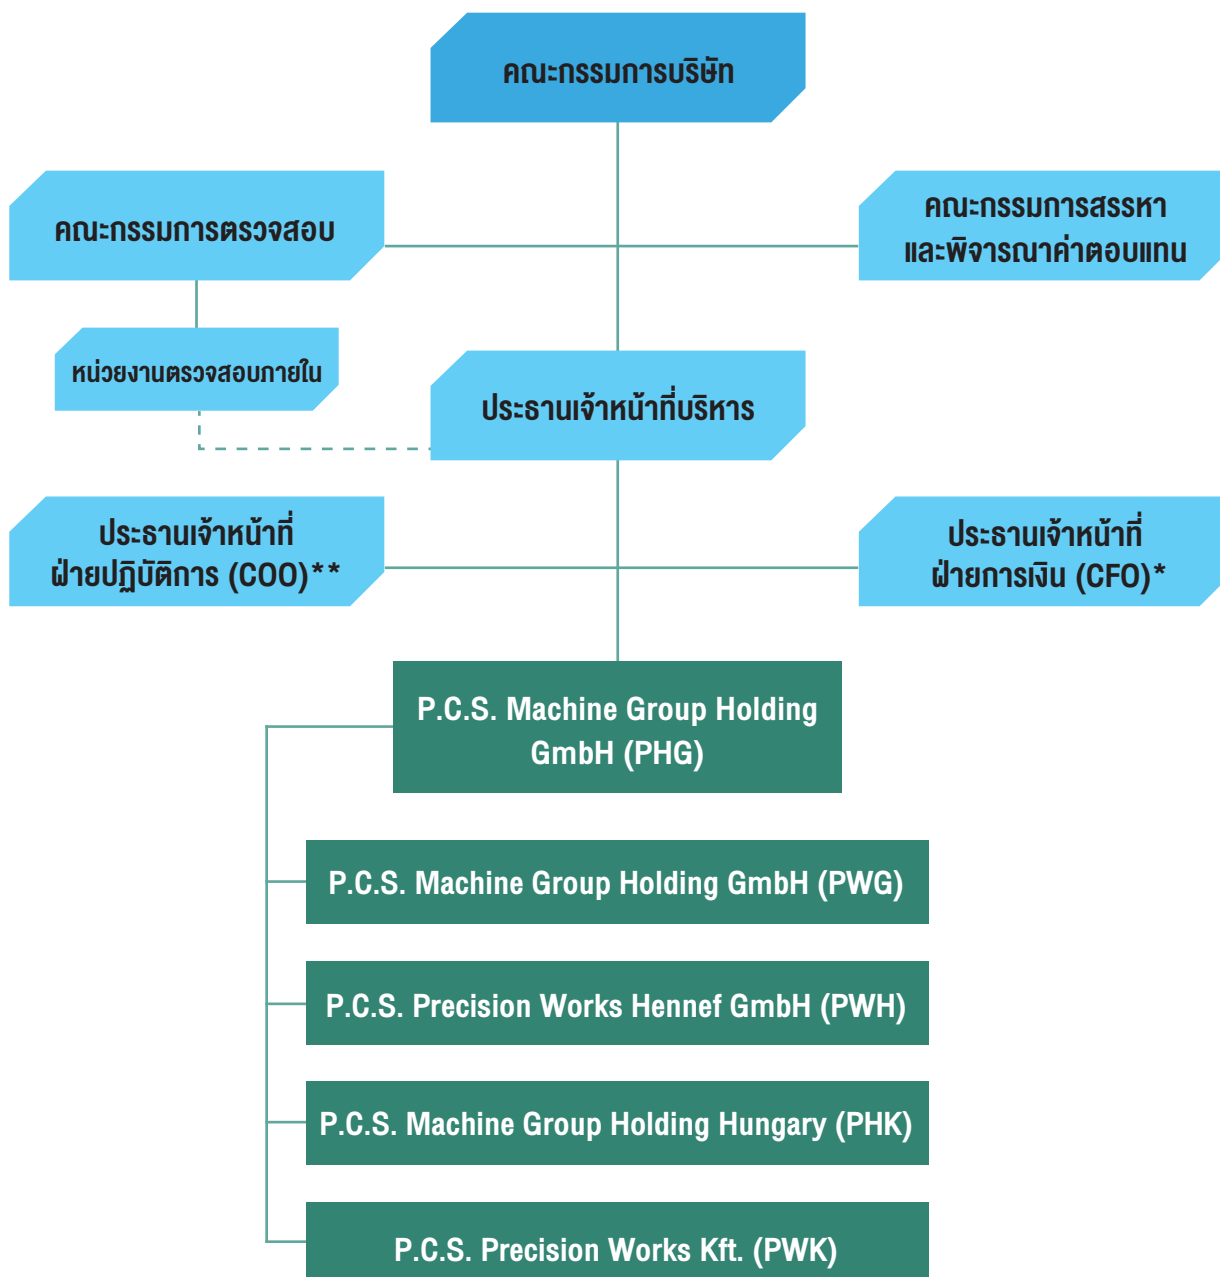 คณะกรรมการบริษัท
คณะกรรมการตรวจสอบ
คณะกรรมการสรรหา
และพิจารณาค่าตอบแทน
หน่วยงานตรวจสอบภายใน
ประธานเจ้าหน้าที่บริหาร
ประธานเจ้าหน้าที่
ฝ่ายปฏิบัติการ (COO)**
ประธานเจ้าหน้าที่
ฝ่ายการเงิน (CFO)*
P.C.S. Machine Group Holding
GmbH (PHG)
P.C.S. Machine Group Holding GmbH (PWG)
P.C.S. Precision Works Hennef GmbH (PWH)
P.C.S. Machine Group Holding Hungary (PHK)
P.C.S. Precision Works Kft. (PWK)